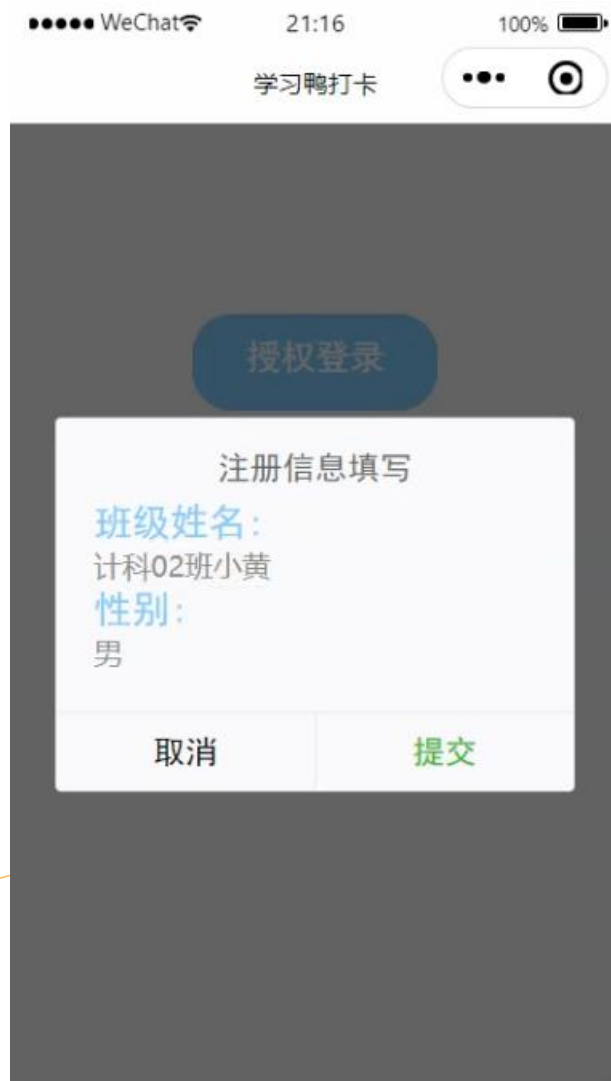 ●●●●● WeChat 21:16 100%
学习鸭打卡
授权登录
注册信息填写
班级姓名：
计科02班小黄
性别：
男
取消 提交